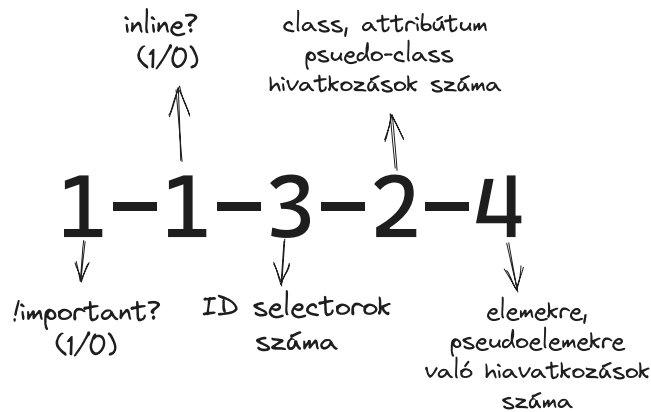 inline?
(1/0)
class, attribútum
psuedo-class
hivatkozások száma
1-1-3-2-4
!important?
(1/0)
ID selectorok
száma
elemekre,
pseudoelemekre
való hiavatkozások
száma